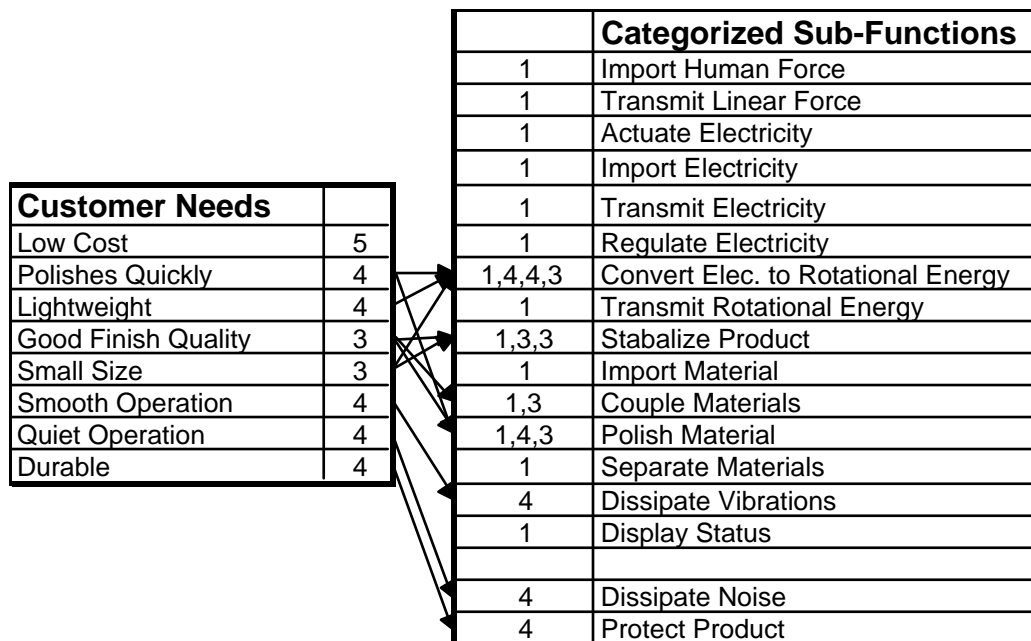 Customer Needs
Low Cost 5
Polishes Quickly 4
Lightweight 4
Good Finish Quality 3
Small Size 3
Smooth Operation 4
Quiet Operation 4
Durable 4
Categorized Sub-Functions
1 Import Human Force
1 Transmit Linear Force
1 Actuate Electricity
1 Import Electricity
1 Transmit Electricity
1 Regulate Electricity
1,4,4,3 Convert Elec. to Rotational Energy
1 Transmit Rotational Energy
1,3,3 Stabalize Product
1 Import Material
1,3 Couple Materials
1,4,3 Polish Material
1 Separate Materials
4 Dissipate Vibrations
1 Display Status
4 Dissipate Noise
4 Protect Product